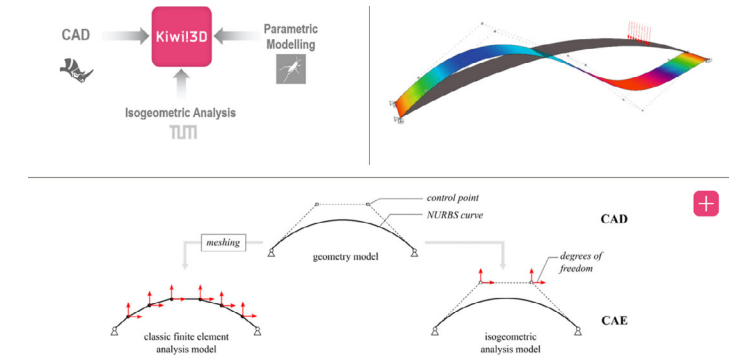 CAD
Kiwi!3D
Parametric
Modelling
Isogeometric Analysis
TUM
control point
NURBS curve
CAD
meshing
geometry model
degrees of
freedom
CAE
classic finite element
analysis model
isogeometric
analysis model